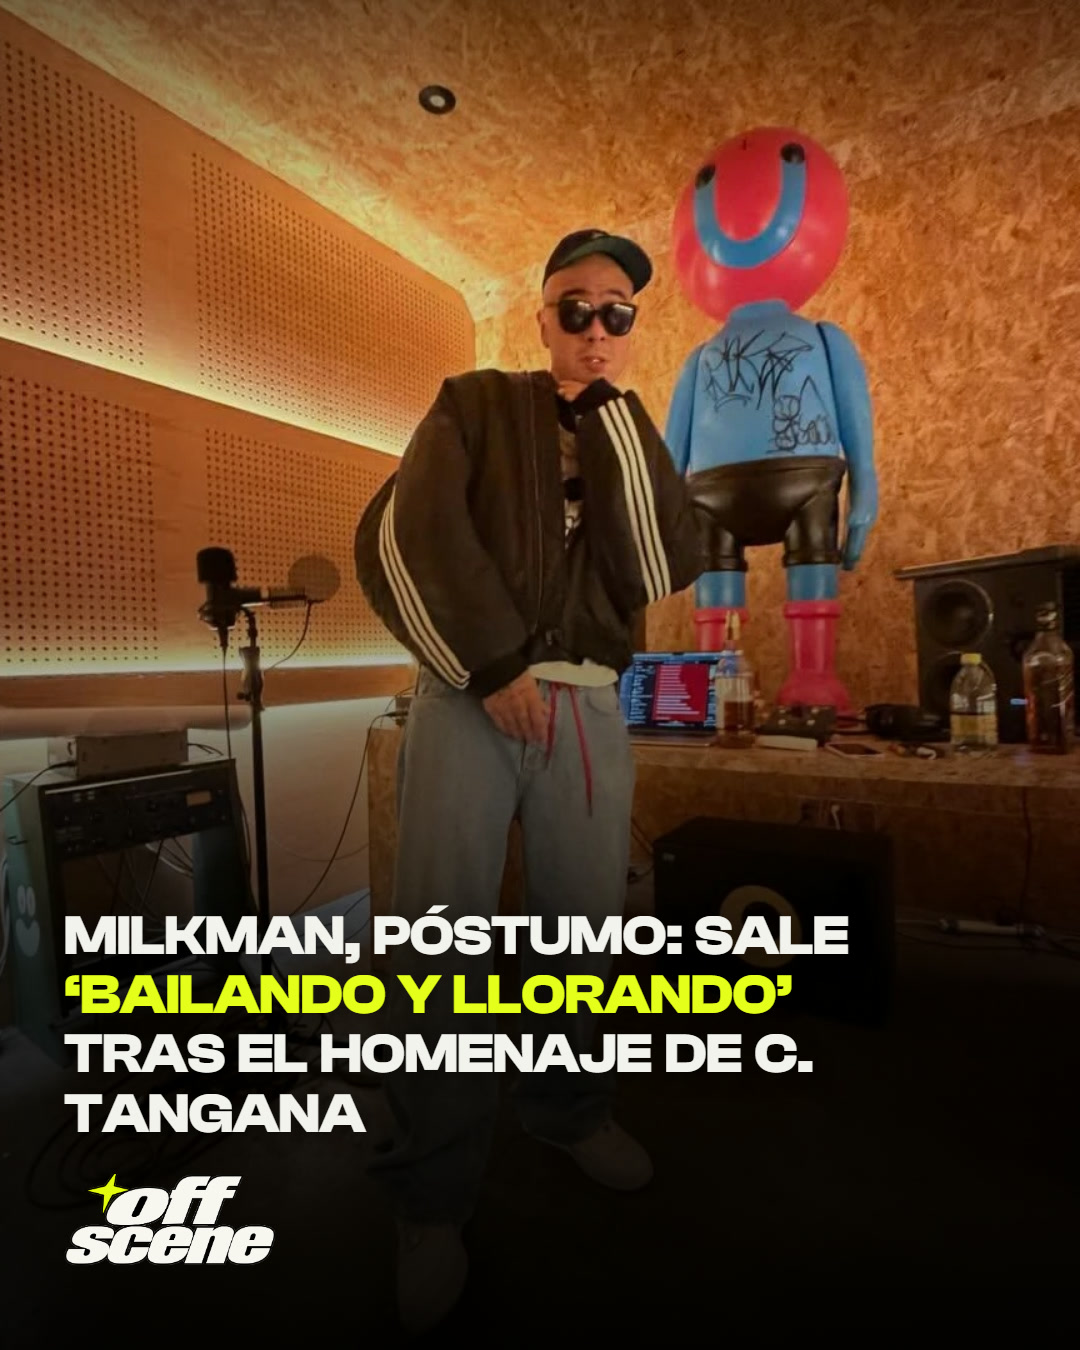 MILKMAN, PÓSTUMO: SALE
‘BAILANDO Y LLORANDO’
TRAS EL HOMENAJE DE C.
TANGANA
off
scene